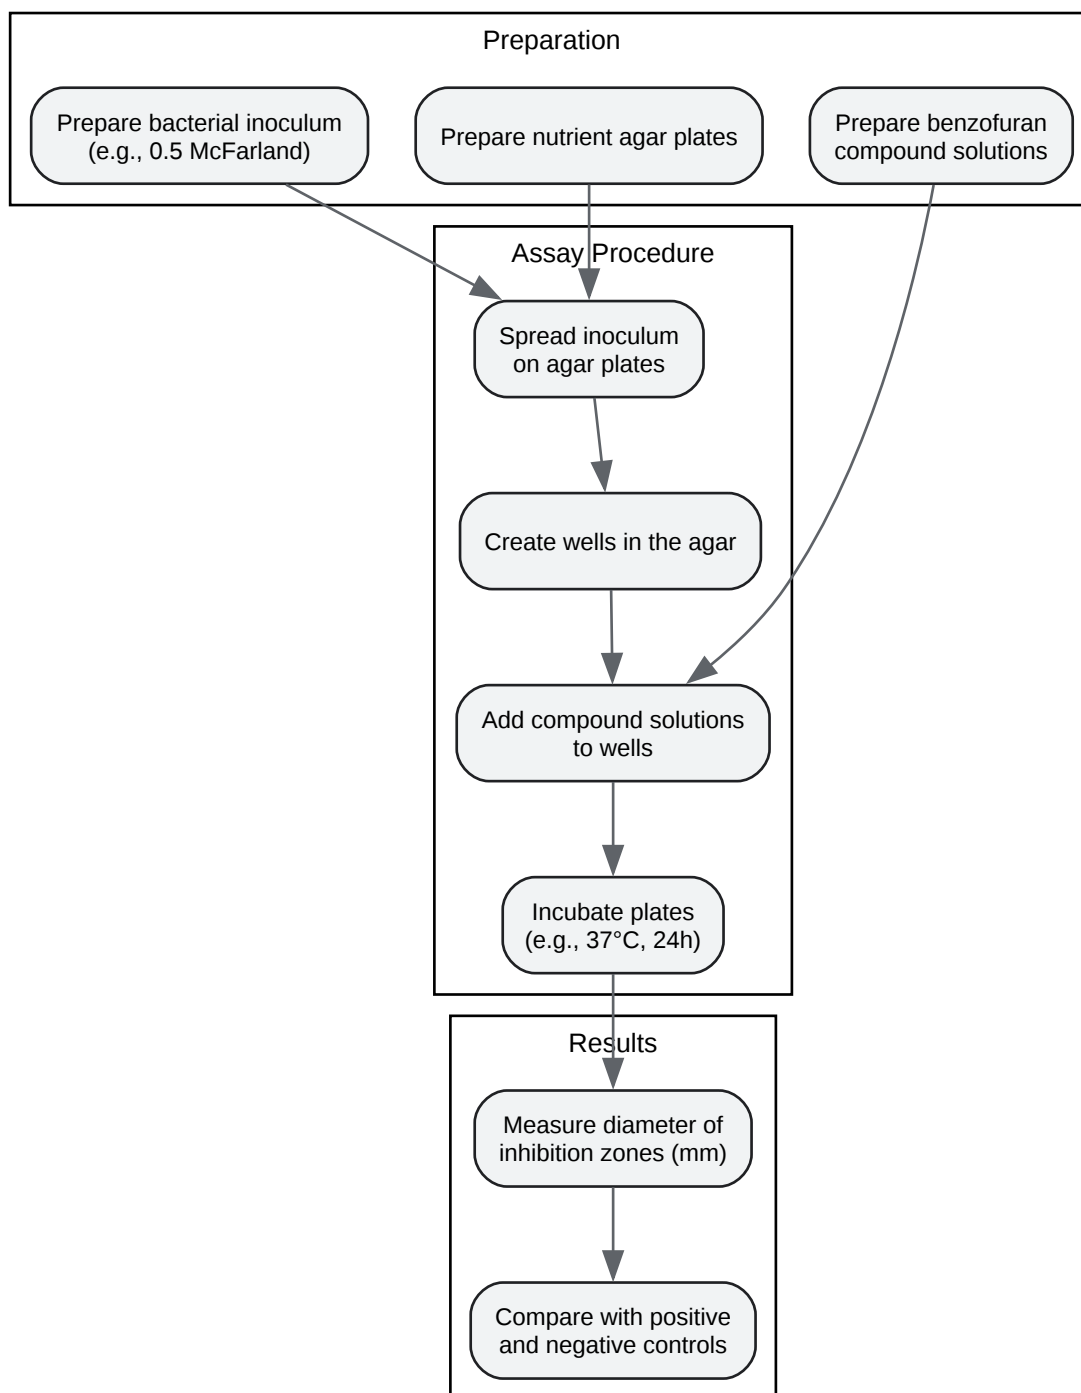 Preparation
Prepare bacterial inoculum
(e.g., 0.5 McFarland)
Prepare nutrient agar plates
Prepare benzofuran
compound solutions
Assay Procedure
Spread inoculum
on agar plates
Create wells in the agar
Add compound solutions
to wells
Incubate plates
(e.g., 37°C, 24h)
Results
Measure diameter of
inhibition zones (mm)
Compare with positive
and negative controls